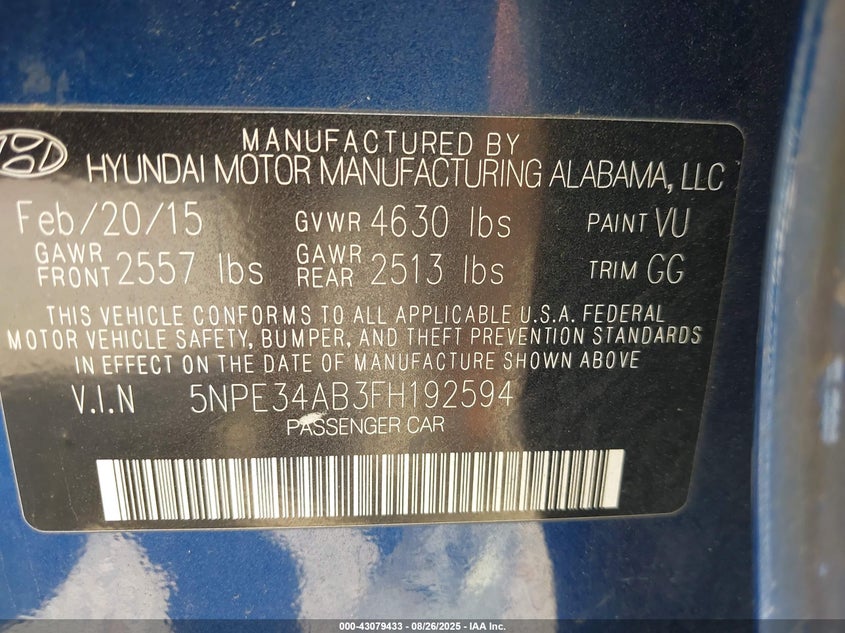 MANUFACTURED BY
HYUNDAI MOTOR MANUFACTURING ALABAMA, LLC
Feb/20/15 GVWR 4630 lbs PAINT VU
GAWR FRONT 2557 lbs GAWR REAR 2513 lbs TRIM GG
THIS VEHICLE CONFORMS TO ALL APPLICABLE U.S.A. FEDERAL
MOTOR VEHICLE SAFETY, BUMPER, AND THEFT PREVENTION STANDARDS
IN EFFECT ON THE DATE OF MANUFACTURE SHOWN ABOVE
V.I.N 5NPE34AB3FH192594
PASSENGER CAR
000-43079433 - 08/26/2025 - IAA Inc.